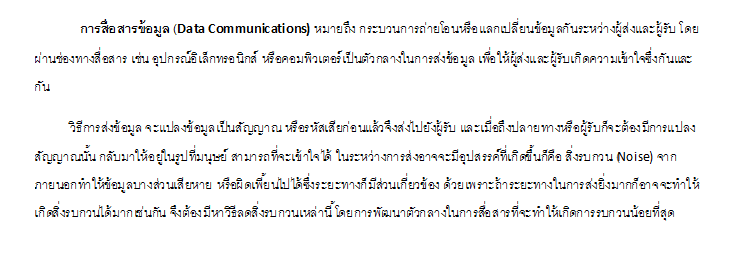 การสื่อสารข้อมูล (Data Communications) หมายถึง กระบวนการถ่ายโอนหรือแลกเปลี่ยนข้อมูลกันระหว่างผู้ส่งและผู้รับ โดย
ผ่านช่องทางสื่อสาร เช่น อุปกรณ์อิเล็กทรอนิกส์ หรือคอมพิวเตอร์เป็นตัวกลางในการส่งข้อมูล เพื่อให้ผู้ส่งและผู้รับเกิดความเข้าใจซึ่งกันและ
กัน
วิธีการส่งข้อมูล จะแปลงข้อมูลเป็นสัญญาณ หรือรหัสเสียก่อนแล้วจึงส่งไปยังผู้รับ และเมื่อถึงปลายทางหรือผู้รับก็จะต้องมีการแปลง
สัญญาณนั้น กลับมาให้อยู่ในรูปที่มนุษย์ สามารถที่จะเข้าใจได้ ในระหว่างการส่งอาจจะมีอุปสรรค์ที่เกิดขึ้นก็คือ สิ่งรบกวน (Noise) จาก
ภายนอกทำให้ข้อมูลบางส่วนเสียหาย หรือผิดเพี้ยนไปได้ซึ่งระยะทางก็มีส่วนเกี่ยวข้อง ด้วยเพราะถ้าระยะทางในการส่งยิ่งมากก็อาจจะทำให้
เกิดสิ่งรบกวนได้มากเช่นกัน จึงต้องมีหาวิธีลดสิ่งรบกวนเหล่านี้ โดยการพัฒนาตัวกลางในการสื่อสารที่จะทำให้เกิดการรบกวนน้อยที่สุด